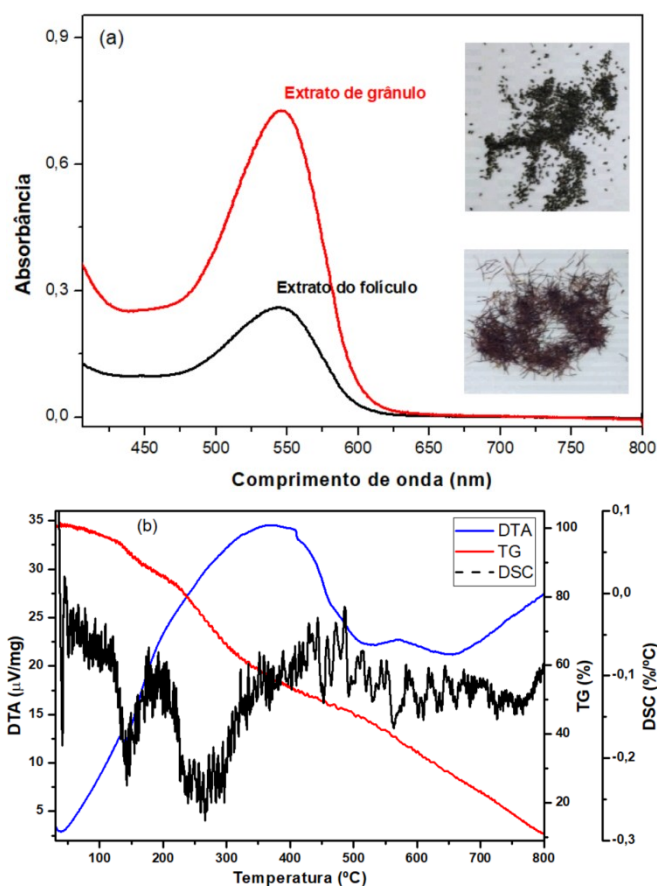 (a)
0,9
0,6
0,3
0,0
Absorbância
Extrato de grânulo
Extrato do folículo
450 500 550 600 650 700 750 800
Comprimento de onda (nm)
(b)
35
30
25
20
15
10
5
DTA (μV/mg)
DTA
TG
DSC
100
80
60
40
20
TG (%)
0,1
0,0
-0,1
-0,2
-0,3
DSC (%/ºC)
100 200 300 400 500 600 700 800
Temperatura (ºC)